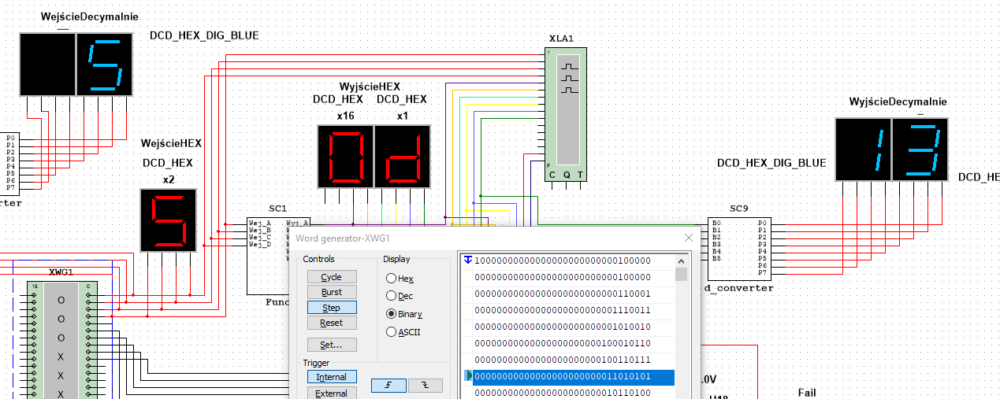 WejścieDecymalnie
DCD_HEX_DIG_BLUE
5
XLA1
WyjścieHEX
DCD_HEX DCD_HEX
x16 x1
0d
WyjścieDecymalnie
13
DCD_HEX_DIG_BLUE
DCD_HE
WejścieHEX
DCD_HEX
x2
5
P0
P1
P2
P3
P4
P5
P6
P7
rter
1
F
C Q T
SC1
Wej_A Wyj_A
Wej_B
Wej_C
Wej_D
Func
SC9
B0 P0
B1 P1
B2 P2
B3 P3
B4 P4
B5 P5
P6
P7
d_converter
XWG1
16 0
O
O
O
X
X
X
Word generator-XWG1
Controls
Cycle
Burst
Step
Reset
Set...
Trigger
Internal
External
Display
Hex
Dec
Binary
ASCII
10000000000000000000000000100000
00000000000000000000000000100000
00000000000000000000000000110001
00000000000000000000000001110011
00000000000000000000000001010010
00000000000000000000000100010110
00000000000000000000000100110111
00000000000000000000000011010101
00000000000000000000000010110100
.0V
U18
Fail